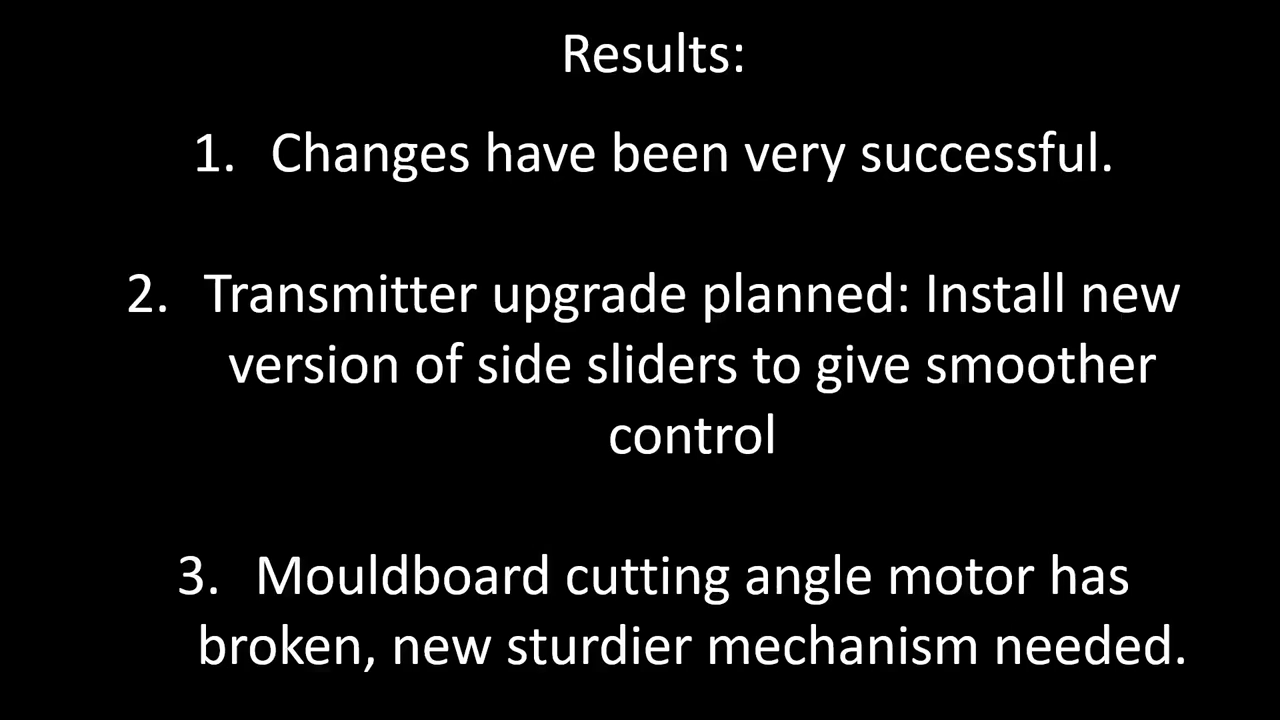 Results:
1. Changes have been very successful.
2. Transmitter upgrade planned: Install new
version of side sliders to give smoother
control
3. Mouldboard cutting angle motor has
broken, new sturdier mechanism needed.